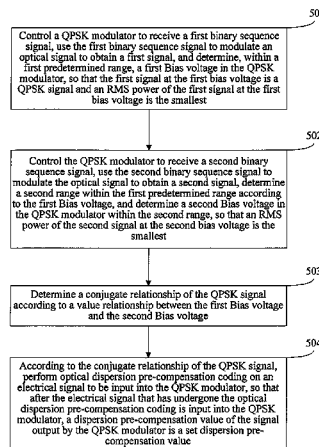 50
Control a QPSK modulator to receive a first binary
sequence signal, use the first binary
signal to modulate an
optical signal to obtain a first signal, and determine, within a
first predetermined range, a first Bias voltage in the QPSK
modulator, so that the first signal at the first bias voltage is a
QPSK signal and an RMS power of the first signal at the first
bias voltage is the smallest
502
Control the QPSK modulator to receive a second binary
sequence signal, use the second binary sequence signal to
modulate the optical signal to obtain a second signal, determine
a second range within the first predetermined range according
to the first Bias voltage, and determine a second Bias voltage in
the QPSK modulator within the second range, so that an RMS
power of the second signal at the second bias voltage is the
smallest
503
Determine a conjugate relationship of the QPSK signal
according to a value relationship between the first Bias voltage
and the second Bias voltage
504
According to the conjugate relationship of the QPSK signal,
perform optical dispersion pre-compensation coding on an
electrical signal to be input into the QPSK modulator, so that
after the electrical signal that has undergone the optical
dispersion pre-compensation coding is input into the QPSK
modulator, a dispersion pre-compensation value of the signal
output by the QPSK modulator is a set dispersion pre-
compensation value